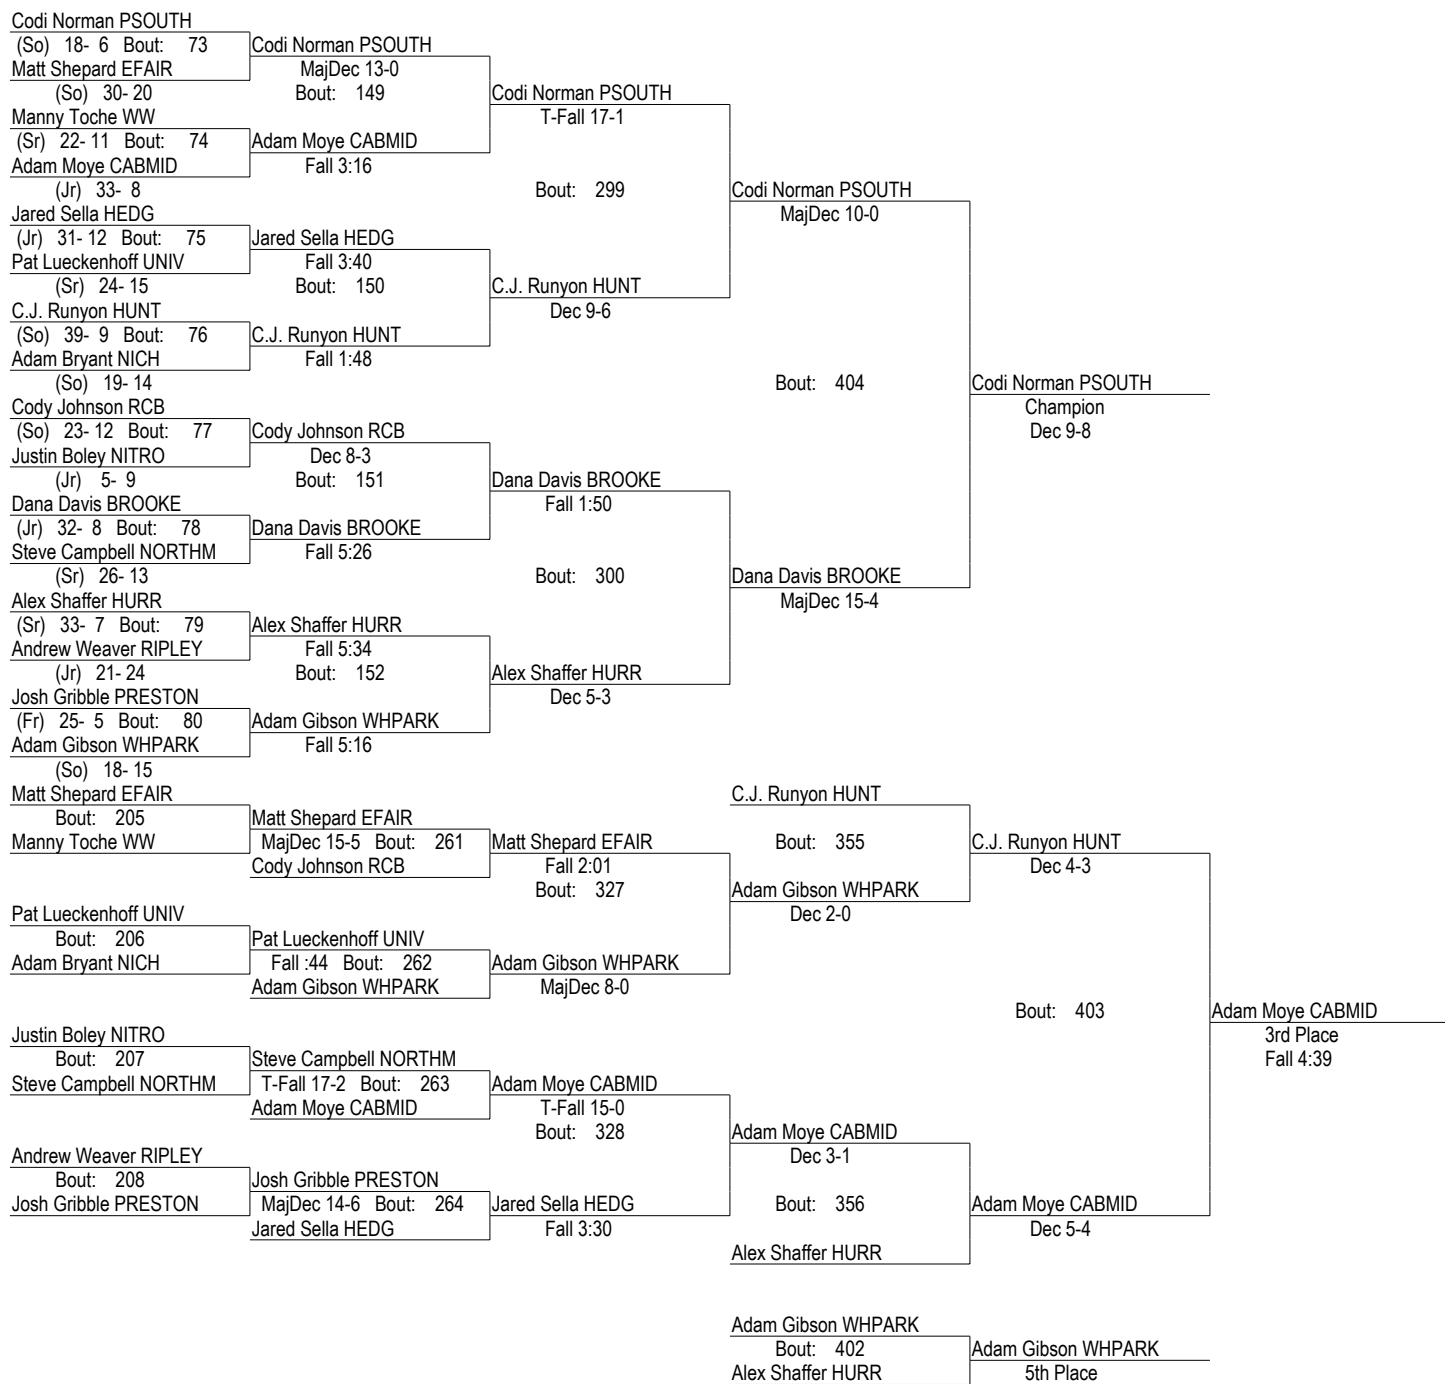 Codi Norman PSOUTH
(So) 18- 6 Bout: 73 Codi Norman PSOUTH
Matt Shepard EFAIR MajDec 13-0
(So) 30- 20 Bout: 149 Codi Norman PSOUTH
Manny Toche WW T-Fall 17-1
(Sr) 22- 11 Bout: 74 Adam Moye CABMID
Adam Moye CABMID Fall 3:16
(Jr) 33- 8 Bout: 299 Codi Norman PSOUTH
Jared Sella HEDG MajDec 10-0
(Jr) 31- 12 Bout: 75 Jared Sella HEDG
Pat Lueckenhoff UNIV Fall 3:40
(Sr) 24- 15 Bout: 150 C.J. Runyon HUNT
C.J. Runyon HUNT Dec 9-6
(So) 39- 9 Bout: 76 C.J. Runyon HUNT
Adam Bryant NICH Fall 1:48
(So) 19- 14 Bout: 404 Codi Norman PSOUTH
Cody Johnson RCB Champion
(So) 23- 12 Bout: 77 Cody Johnson RCB Dec 9-8
Justin Boley NITRO Dec 8-3
(Jr) 5- 9 Bout: 151 Dana Davis BROOKE
Dana Davis BROOKE Fall 1:50
(Jr) 32- 8 Bout: 78 Dana Davis BROOKE
Steve Campbell NORTHM Fall 5:26
(Sr) 26- 13 Bout: 300 Dana Davis BROOKE
Alex Shaffer HURR MajDec 15-4
(Sr) 33- 7 Bout: 79 Alex Shaffer HURR
Andrew Weaver RIPLEY Fall 5:34
(Jr) 21- 24 Bout: 152 Alex Shaffer HURR
Josh Gribble PRESTON Dec 5-3
(Fr) 25- 5 Bout: 80 Adam Gibson WHPARK
Adam Gibson WHPARK Fall 5:16
(So) 18- 15
Matt Shepard EFAIR C.J. Runyon HUNT
Bout: 205 Matt Shepard EFAIR
Manny Toche WW MajDec 15-5 Bout: 261 Matt Shepard EFAIR Bout: 355 C.J. Runyon HUNT
Cody Johnson RCB Fall 2:01 Dec 4-3
Bout: 327 Adam Gibson WHPARK
Pat Lueckenhoff UNIV Dec 2-0
Bout: 206 Pat Lueckenhoff UNIV
Adam Bryant NICH Fall :44 Bout: 262 Adam Gibson WHPARK
Adam Gibson WHPARK MajDec 8-0
Bout: 403 Adam Moye CABMID
Justin Boley NITRO 3rd Place
Bout: 207 Steve Campbell NORTHM Fall 4:39
Steve Campbell NORTHM T-Fall 17-2 Bout: 263 Adam Moye CABMID
Adam Moye CABMID T-Fall 15-0
Bout: 328 Adam Moye CABMID
Andrew Weaver RIPLEY Dec 3-1
Bout: 208 Josh Gribble PRESTON
Josh Gribble PRESTON MajDec 14-6 Bout: 264 Jared Sella HEDG Bout: 356 Adam Moye CABMID
Jared Sella HEDG Fall 3:30 Dec 5-4
Alex Shaffer HURR
Adam Gibson WHPARK
Bout: 402 Adam Gibson WHPARK
Alex Shaffer HURR 5th Place